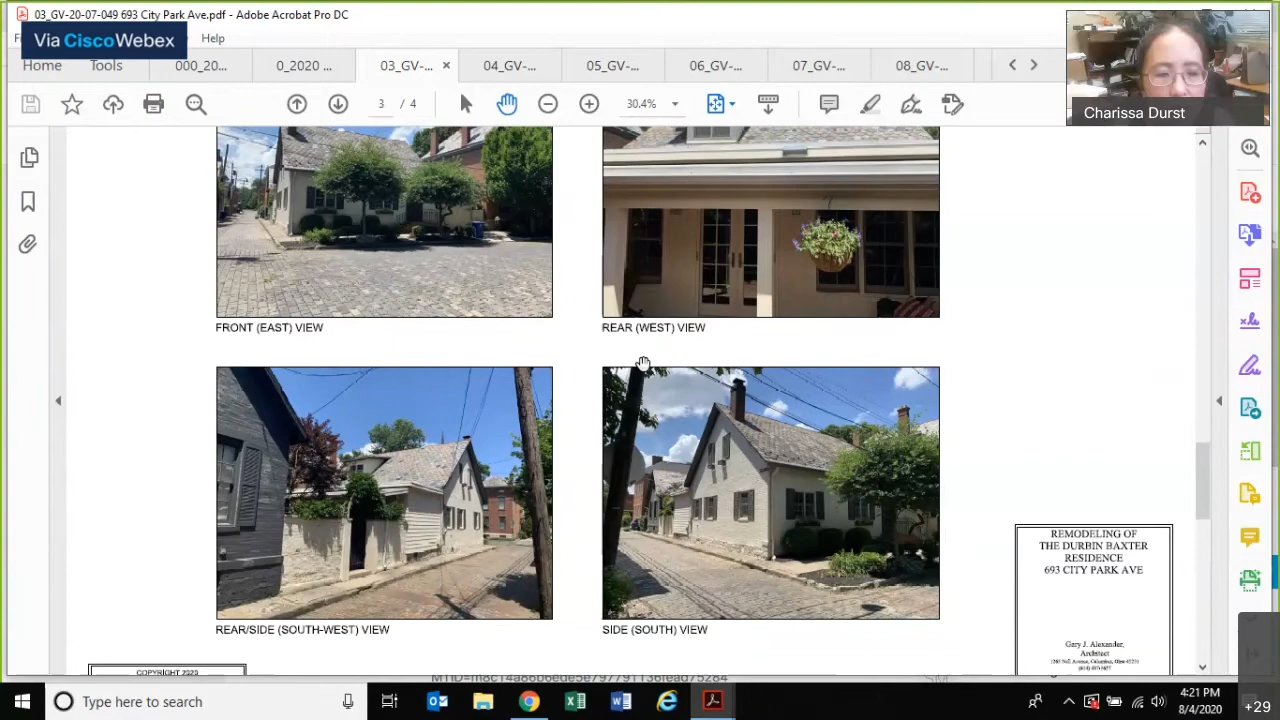 03_GV-20-07-049 693 City Park Ave.pdf - Adobe Acrobat Pro DC
Via Cisco Webex
Help
Home Tools 000_20... 0_2020 ... 03_GV-... × 04_GV-... 05_GV-... 06_GV-... 07_GV-... 08_GV-...
3 / 4 30.4%
Charissa Durst
FRONT (EAST) VIEW
REAR (WEST) VIEW
REAR/SIDE (SOUTH-WEST) VIEW
SIDE (SOUTH) VIEW
REMODELING OF
THE DURBIN BAXTER
RESIDENCE
693 CITY PARK AVE
Gary J. Alexander,
Architect
COPYRIGHT 2020
Type here to search
4:21 PM
8/4/2020
+29